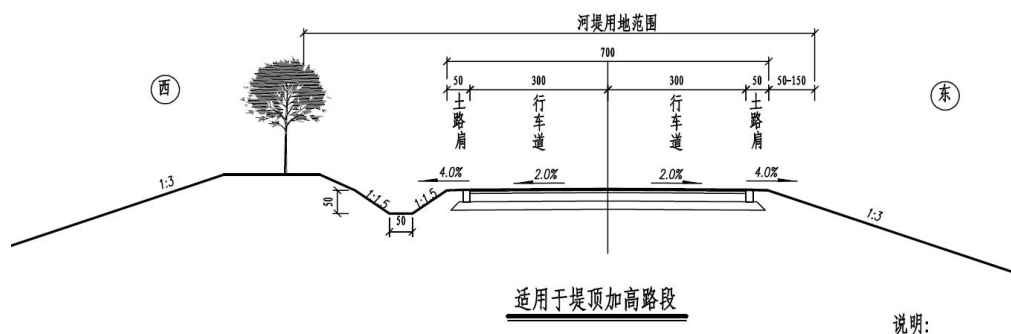 河堤用地范围
700
50 300 300 50 50-150
西 土路肩 行车道 行车道 土路肩 东
4.0% 2.0% 2.0% 4.0%
1:3 50 1:1.5 1:1.5 1:3
50
适用于堤顶加高路段
说明: